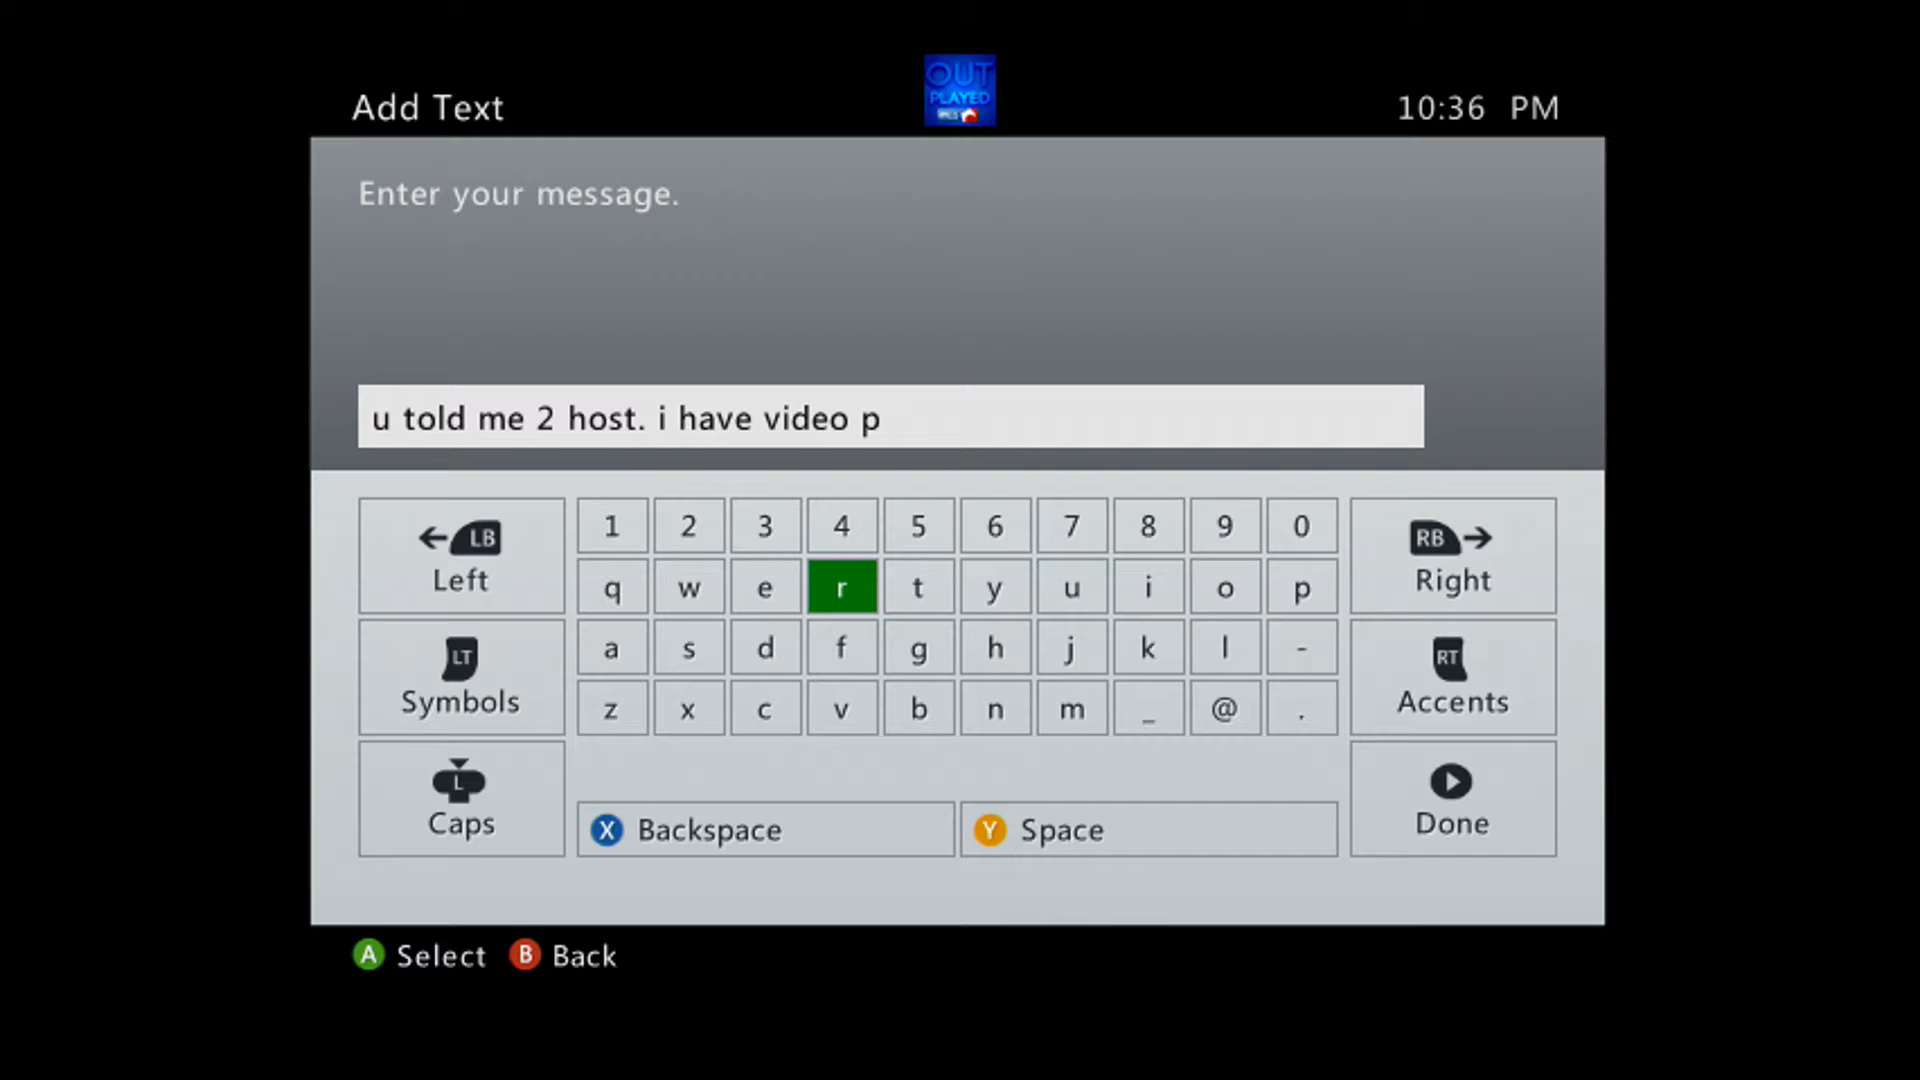 OUT
PLAYED
Add Text
10:36 PM
Enter your message.
u told me 2 host. i have video p
LB
Left
1 2 3 4 5 6 7 8 9 0
RB
Right
q w e r t y u i o p
LT
Symbols
a s d f g h j k l -
RT
Accents
z x c v b n m _ @ .
L
Caps
X Backspace
Y Space
Done
A Select B Back